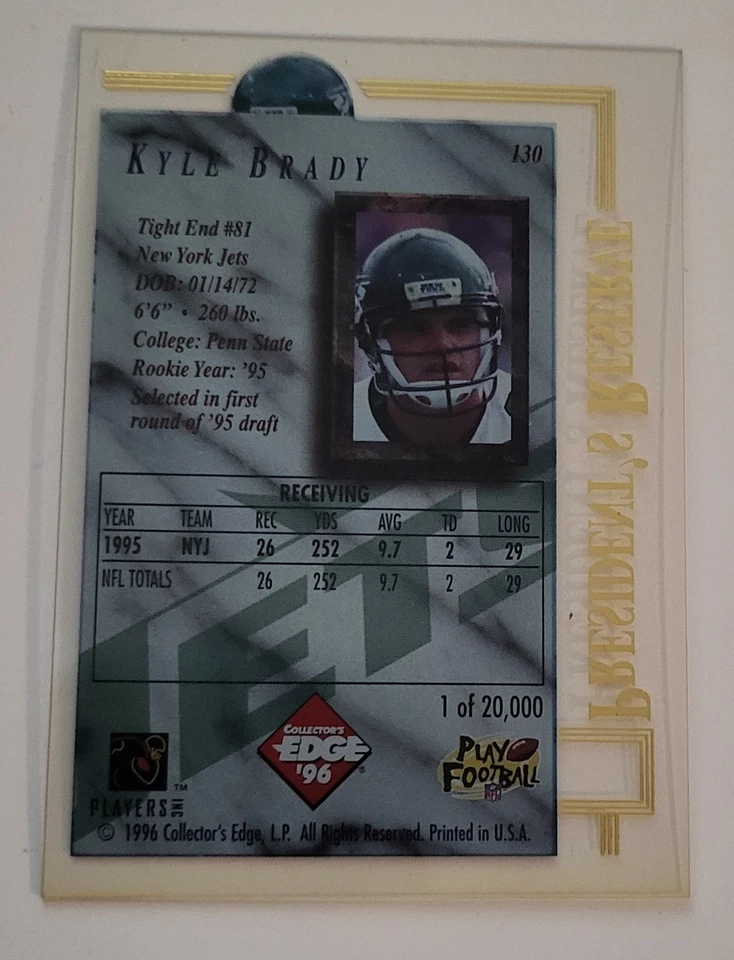 KYLE BRADY
130
Tight End #81
New York Jets
DOB: 01/14/72
6'6" • 260 lbs.
College: Penn State
Rookie Year: '95
Selected in first
round of '95 draft
RECEIVING
YEAR TEAM REC YDS AVG TD LONG
1995 NYJ 26 252 9.7 2 29
NFL TOTALS 26 252 9.7 2 29
JETS
1 of 20,000
COLLECTOR'S
EDGE
'96
®
PLAY
FOOTBALL
NFL
TM
PLAYERS INC
© 1996 Collector's Edge, L.P. All Rights Reserved. Printed in U.S.A.
PRESIDENT'S RESERVE